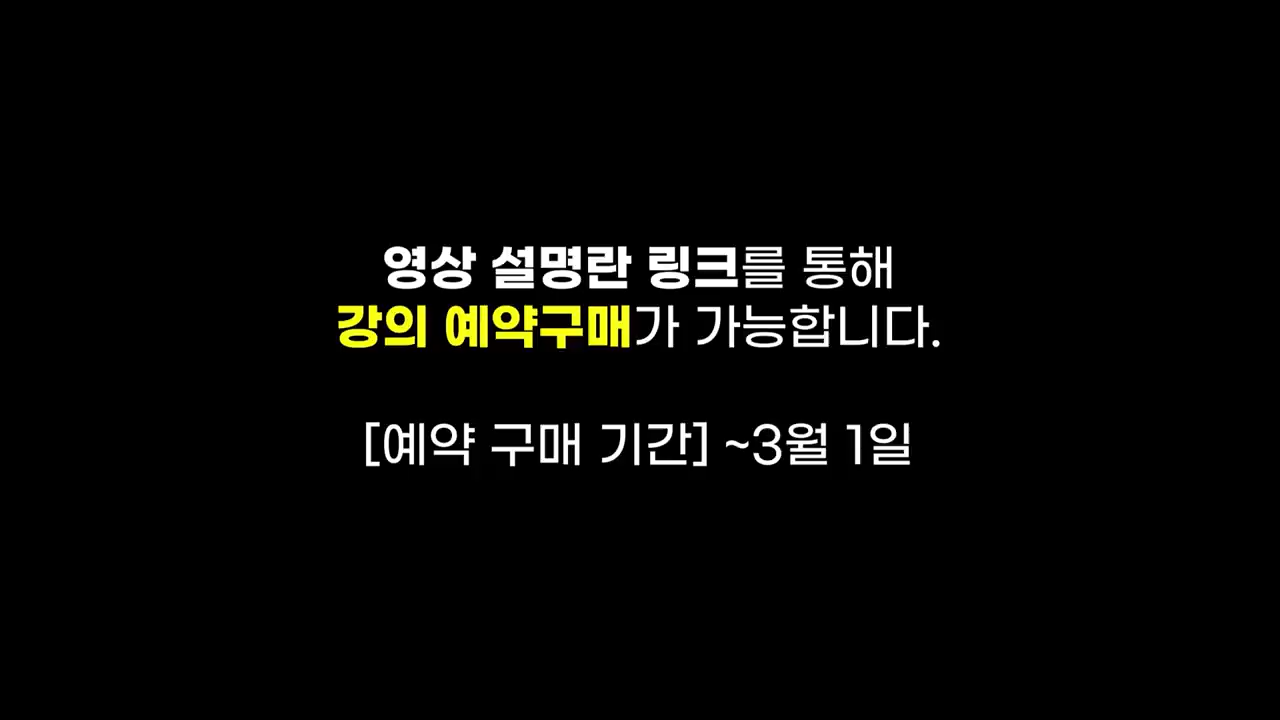 영상 설명란 링크를 통해
강의 예약구매가 가능합니다.
[예약 구매 기간] ~3월 1일